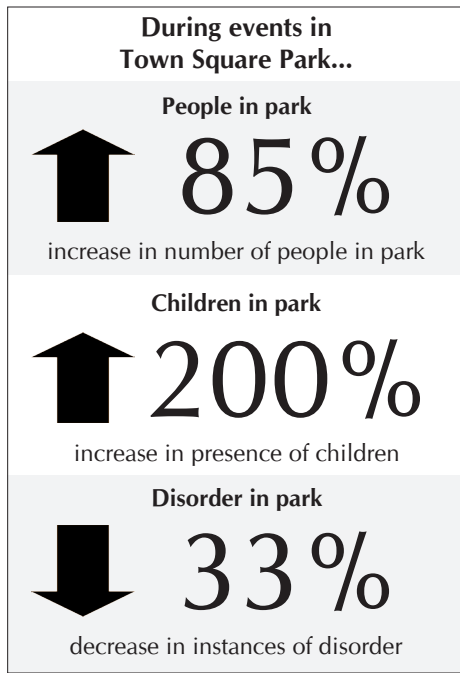 During events in
Town Square Park...
People in park
85%
increase in number of people in park
Children in park
200%
increase in presence of children
Disorder in park
33%
decrease in instances of disorder